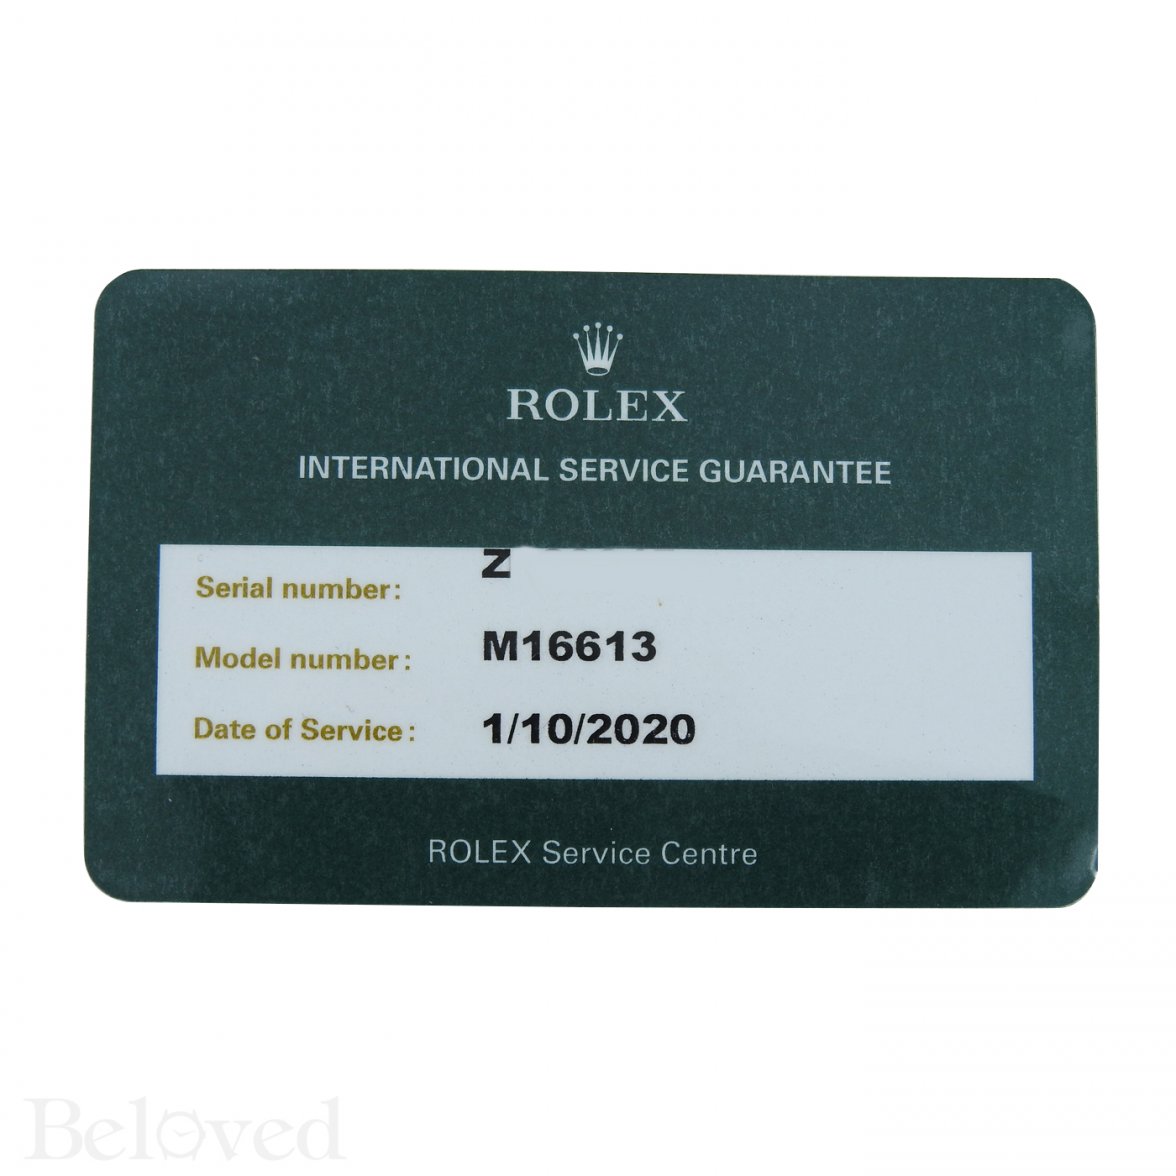 ROLEX
INTERNATIONAL SERVICE GUARANTEE
Serial number: Z
Model number: M16613
Date of Service: 1/10/2020
ROLEX Service Centre
Beloved